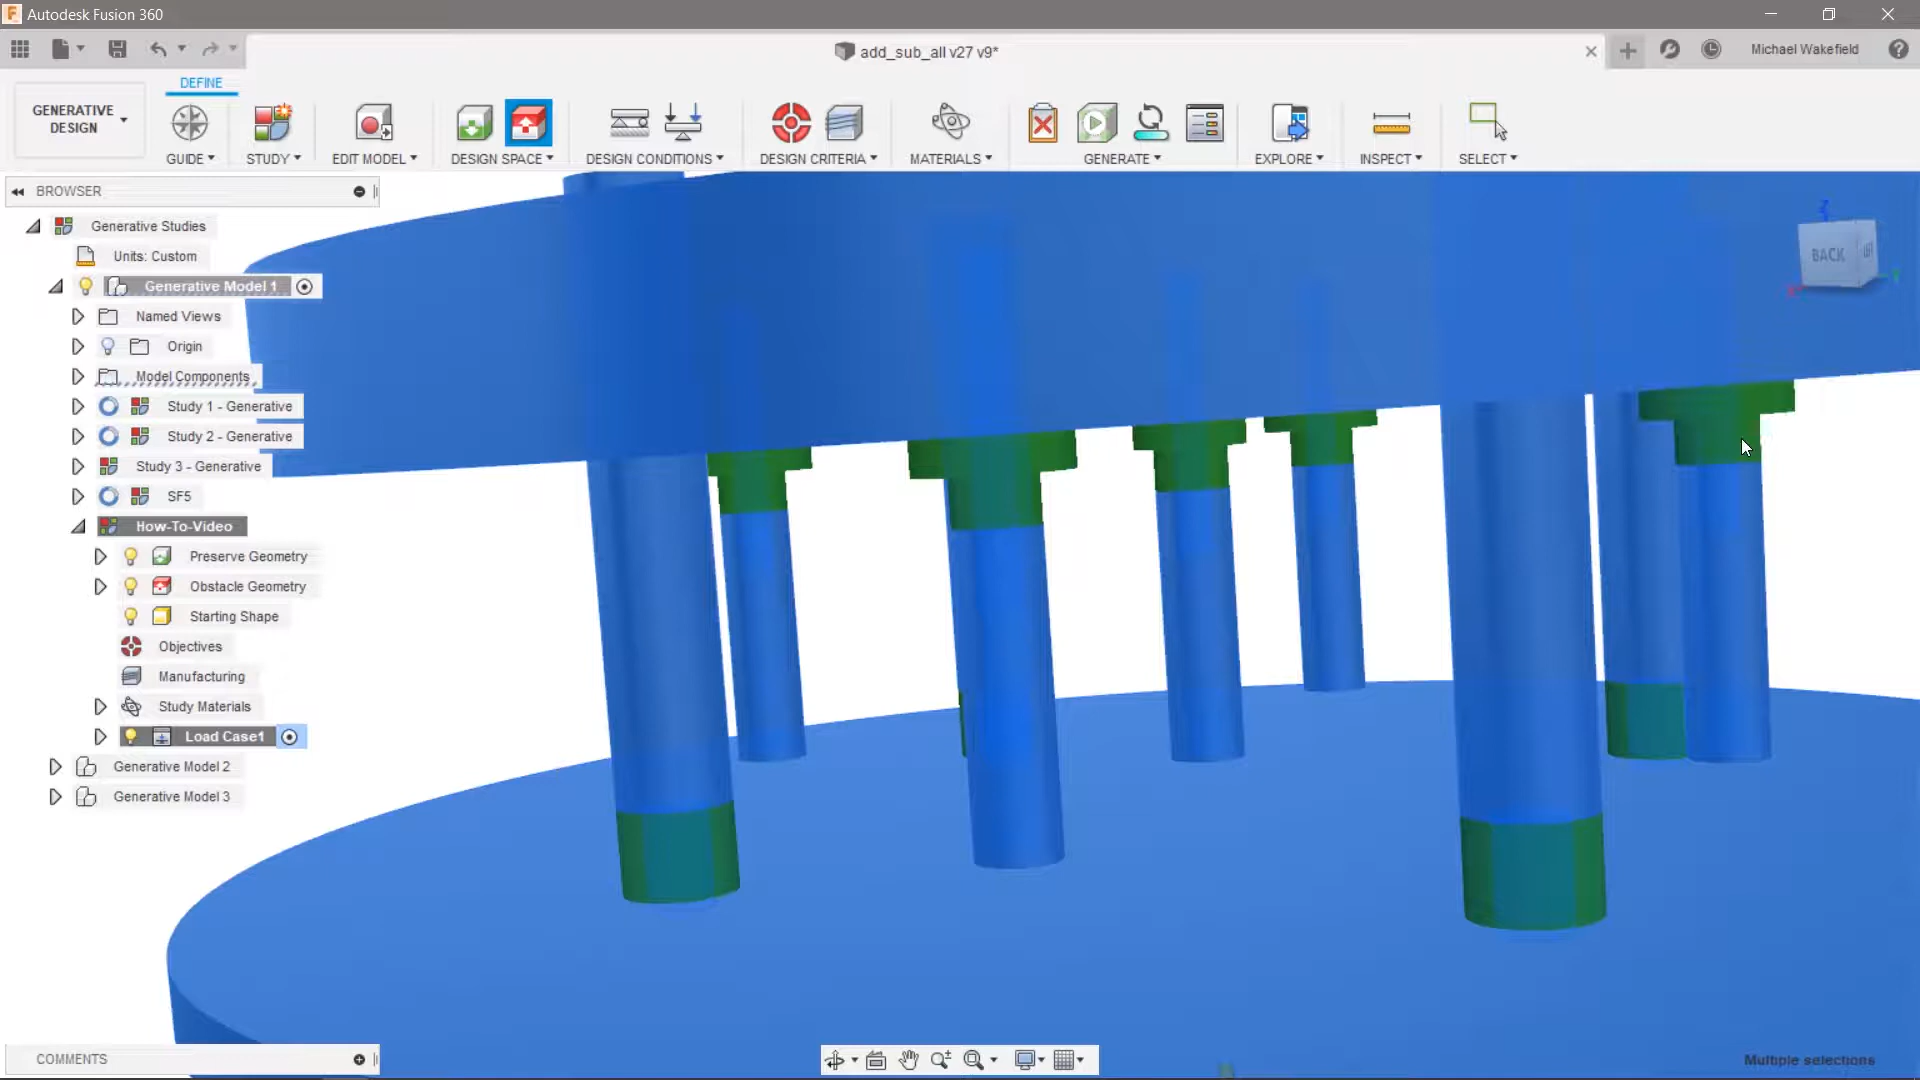 Autodesk Fusion 360
add_sub_all v27 v9*
Michael Wakefield
DEFINE
GENERATIVE
DESIGN
GUIDE
STUDY
EDIT MODEL
DESIGN SPACE
DESIGN CONDITIONS
DESIGN CRITERIA
MATERIALS
GENERATE
EXPLORE
INSPECT
SELECT
BROWSER
Generative Studies
Units: Custom
Generative Model 1
Named Views
Origin
Model Components
Study 1 - Generative
Study 2 - Generative
Study 3 - Generative
SF5
How-To-Video
Preserve Geometry
Obstacle Geometry
Starting Shape
Objectives
Manufacturing
Study Materials
Load Case1
Generative Model 2
Generative Model 3
Z
BACK
COMMENTS
Multiple selections